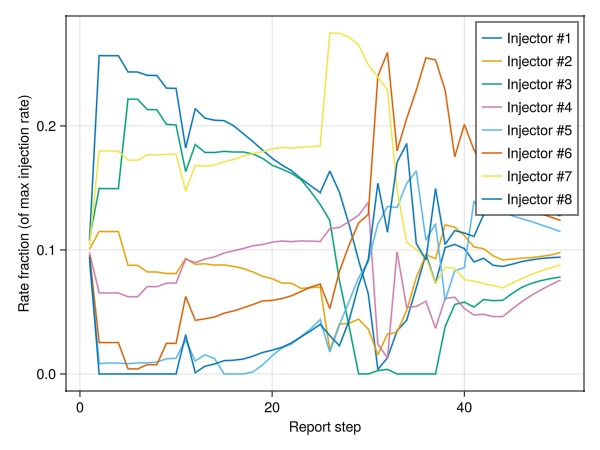 Rate fraction (of max injection rate)
0.2
0.1
0.0
0
20
40
Report step
Injector #1
Injector #2
Injector #3
Injector #4
Injector #5
Injector #6
Injector #7
Injector #8